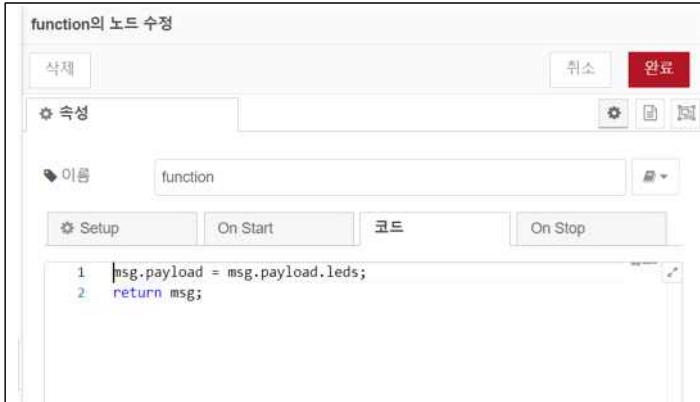 function의 노드 수정
삭제
취소
완료
속성
이름
function
Setup
On Start
코드
On Stop
1 msg.payload = msg.payload.leds;
2 return msg;